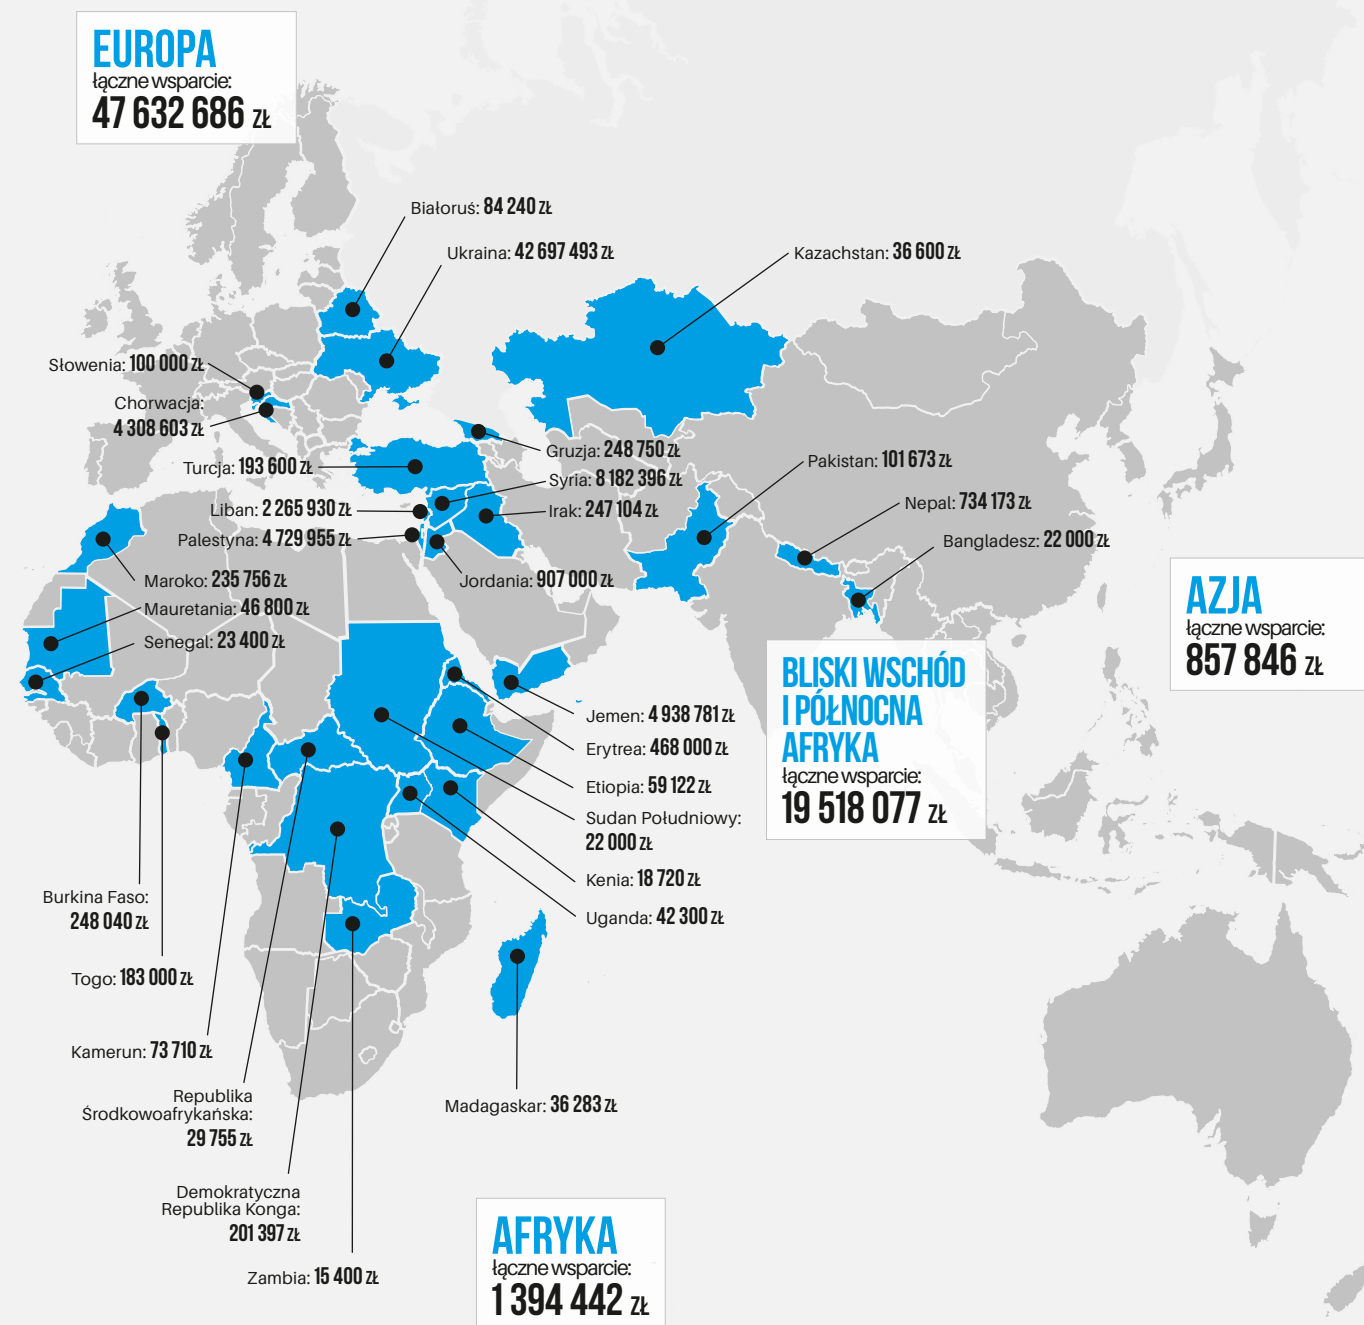 EUROPA
łączne wsparcie:
47 632 686 ZŁ
Białoruś: 84 240 ZŁ
Ukraina: 42 697 493 ZŁ
Kazachstan: 36 600 ZŁ
Słowenia: 100 000 ZŁ
Chorwacja:
4 308 603 ZŁ
Turcja: 193 600 ZŁ
Gruzja: 248 750 ZŁ
Syria: 8 182 396 ZŁ
Liban: 2 265 930 ZŁ
Irak: 247 104 ZŁ
Palestyna: 4 729 955 ZŁ
Jordania: 907 000 ZŁ
Pakistan: 101 673 ZŁ
Nepal: 734 173 ZŁ
Bangladesz: 22 000 ZŁ
Maroko: 235 756 ZŁ
Mauretania: 46 800 ZŁ
Senegal: 23 400 ZŁ
AZJA
łączne wsparcie:
857 846 ZŁ
BLISKI WSCHÓD
I PÓŁNOCNA
AFRYKA
łączne wsparcie:
19 518 077 ZŁ
Jemen: 4 938 781 ZŁ
Erytrea: 468 000 ZŁ
Etiopia: 59 122 ZŁ
Sudan Południowy:
22 000 ZŁ
Kenia: 18 720 ZŁ
Uganda: 42 300 ZŁ
Burkina Faso:
248 040 ZŁ
Togo: 183 000 ZŁ
Kamerun: 73 710 ZŁ
Republika
Środkowoafrykańska:
29 755 ZŁ
Madagaskar: 36 283 ZŁ
Demokratyczna
Republika Konga:
201 397 ZŁ
Zambia: 15 400 ZŁ
AFRYKA
łączne wsparcie:
1 394 442 ZŁ